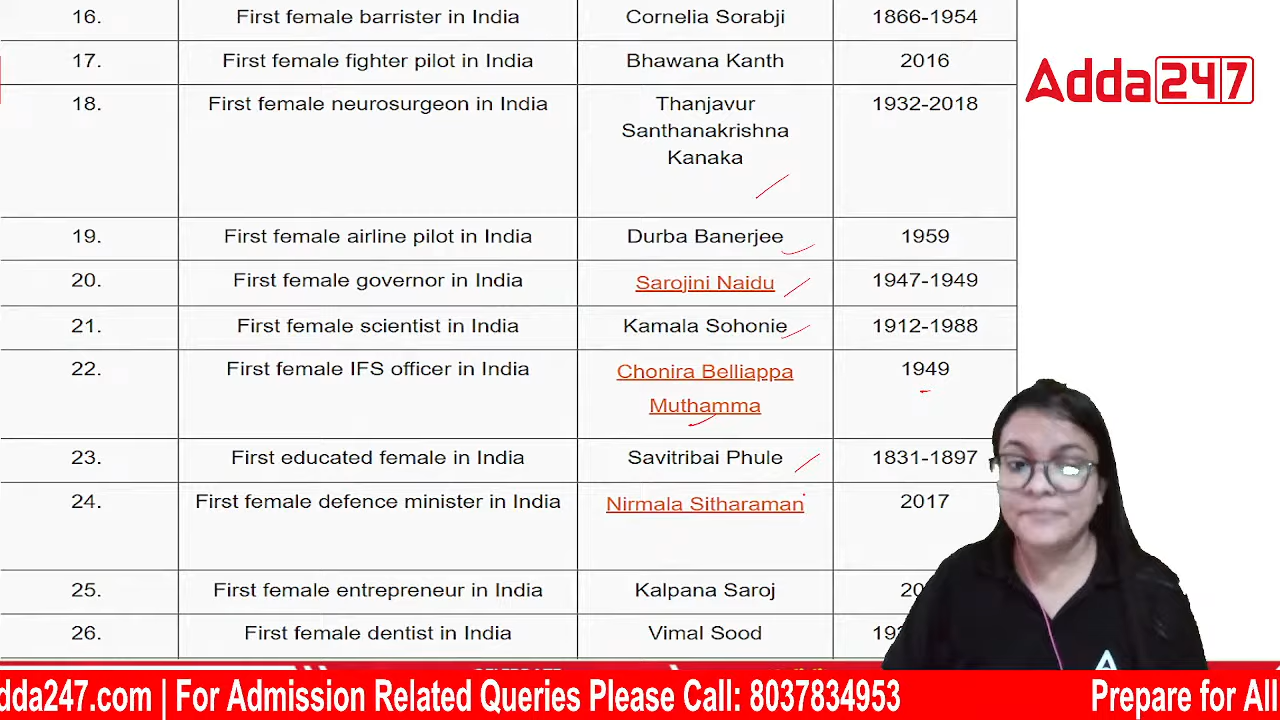 16. First female barrister in India Cornelia Sorabji 1866-1954
17. First female fighter pilot in India Bhawana Kanth 2016
18. First female neurosurgeon in India Thanjavur 1932-2018
Santhanakrishna
Kanaka
19. First female airline pilot in India Durba Banerjee 1959
20. First female governor in India Sarojini Naidu 1947-1949
21. First female scientist in India Kamala Sohonie 1912-1988
22. First female IFS officer in India Chonira Belliappa 1949
Muthamma
23. First educated female in India Savitribai Phule 1831-1897
24. First female defence minister in India Nirmala Sitharaman 2017
25. First female entrepreneur in India Kalpana Saroj
26. First female dentist in India Vimal Sood
Adda247
dda247.com | For Admission Related Queries Please Call: 8037834953 Prepare for All